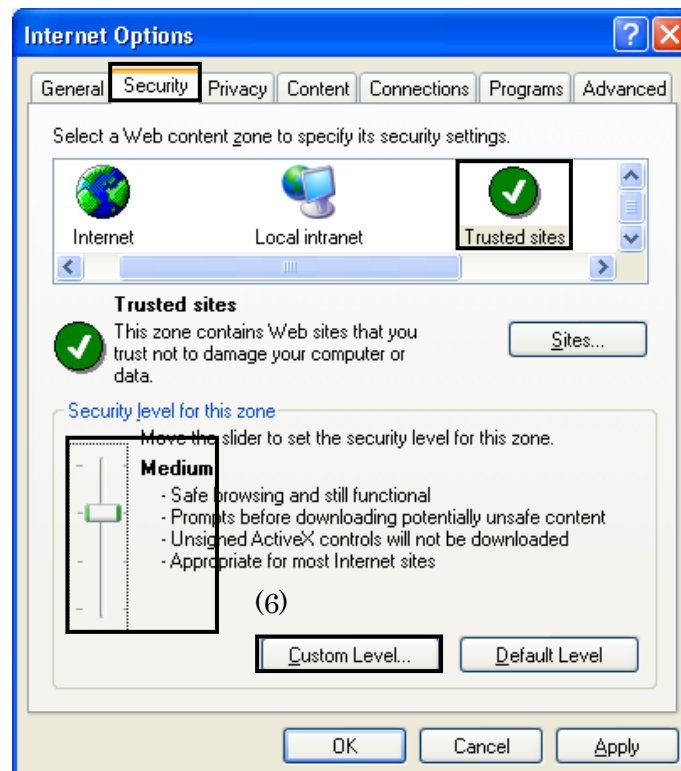 Internet Options
General Security Privacy Content Connections Programs Advanced
Select a Web content zone to specify its security settings.
Internet Local intranet Trusted sites
Trusted sites
This zone contains Web sites that you
trust not to damage your computer or
data.
Sites...
Security level for this zone
Move the slider to set the security level for this zone.
Medium
- Safe browsing and still functional
- Prompts before downloading potentially unsafe content
- Unsigned ActiveX controls will not be downloaded
- Appropriate for most Internet sites
(6)
Custom Level... Default Level
OK Cancel Apply